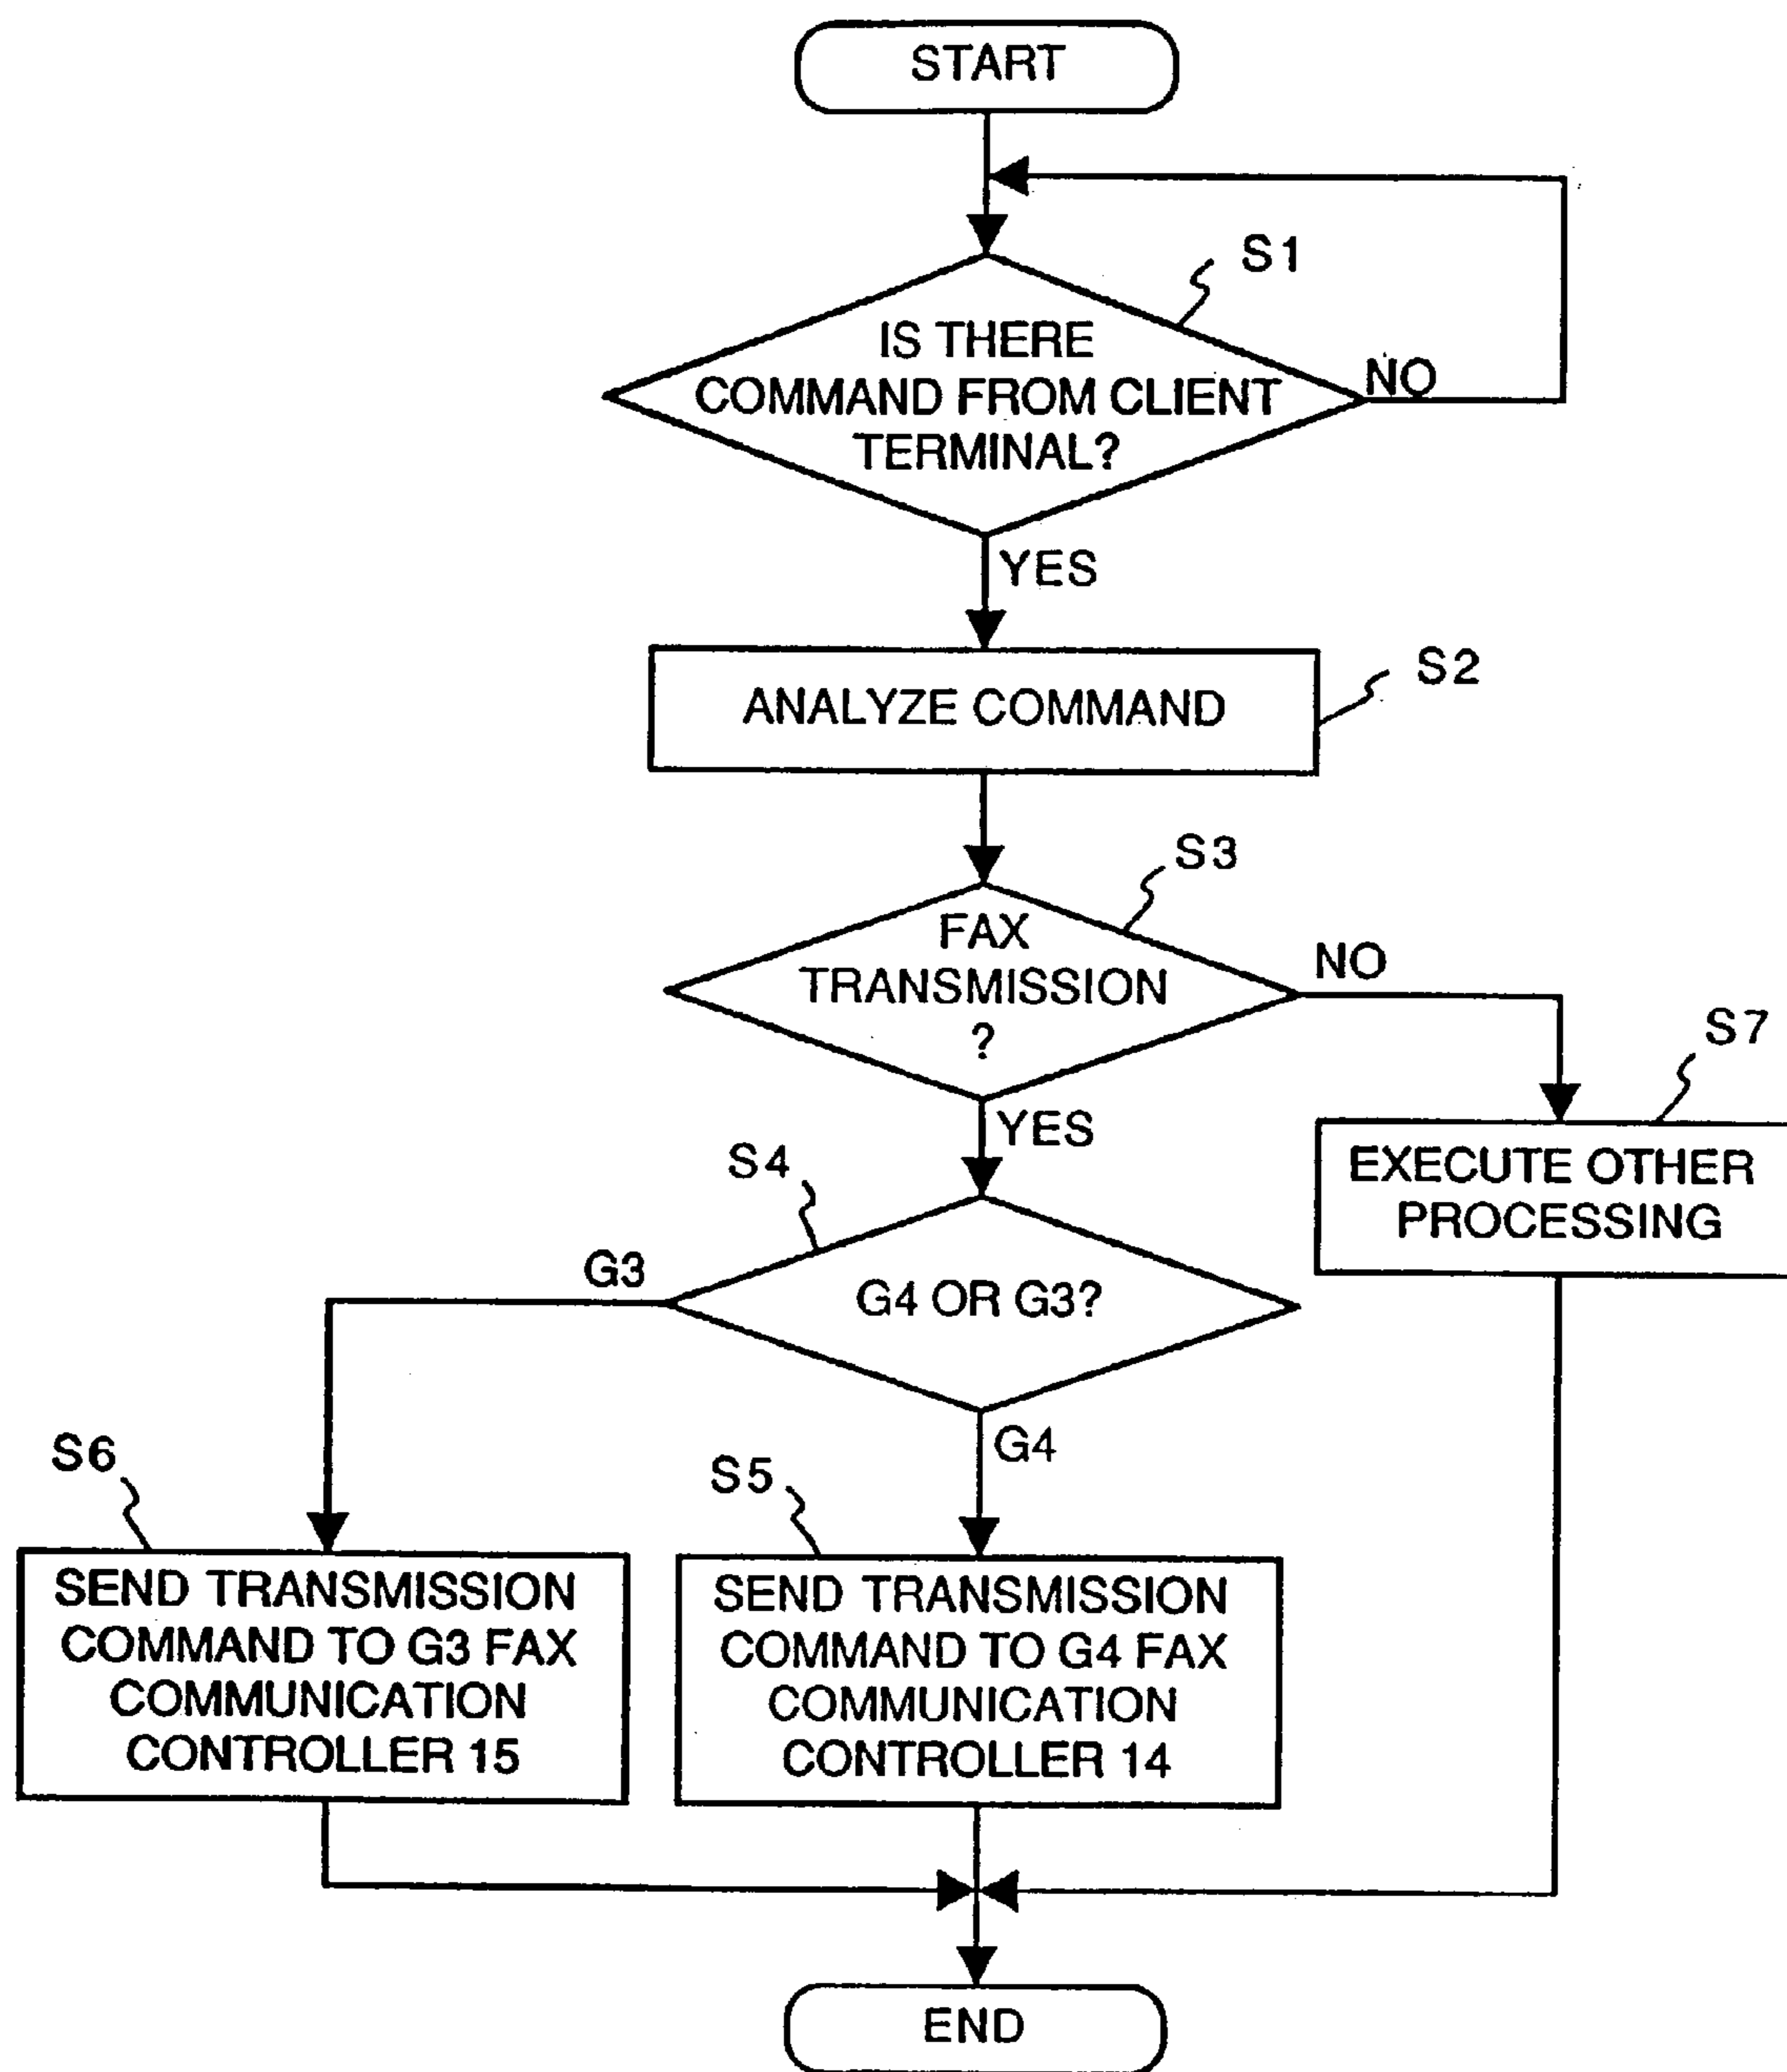 START
S1
IS THERE
COMMAND FROM CLIENT
TERMINAL?
NO
YES
S2
ANALYZE COMMAND
S3
FAX
TRANSMISSION
?
NO
S7
YES
EXECUTE OTHER
PROCESSING
S4
G3
G4 OR G3?
G4
S6
S5
SEND TRANSMISSION
COMMAND TO G3 FAX
COMMUNICATION
CONTROLLER 15
SEND TRANSMISSION
COMMAND TO G4 FAX
COMMUNICATION
CONTROLLER 14
END